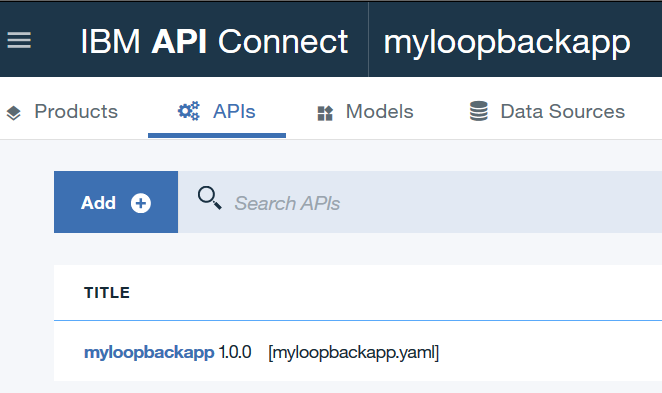 IBM API Connect myloopbackapp
Products APIs Models Data Sources
Add Search APIs
TITLE
myloopbackapp 1.0.0 [myloopbackapp.yaml]